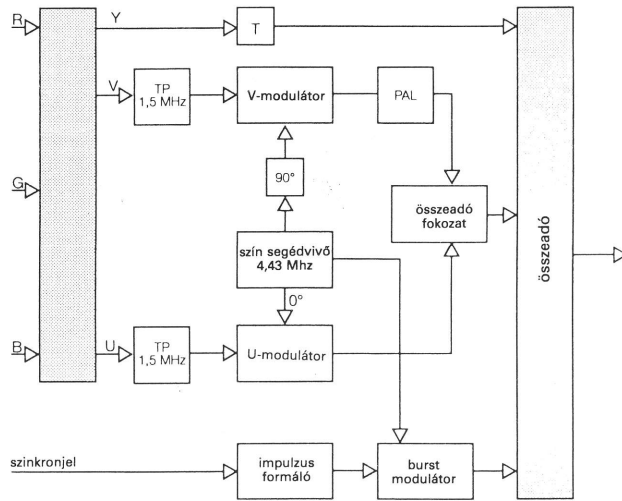 R
Y
T
V
TP
1,5 MHz
V-modulátor
PAL
90°
G
összeadó
fokozat
szín segédvivő
4,43 Mhz
0°
összeadó
B
U
TP
1,5 MHz
U-modulátor
szinkronjel
impulzus
formáló
burst
modulátor